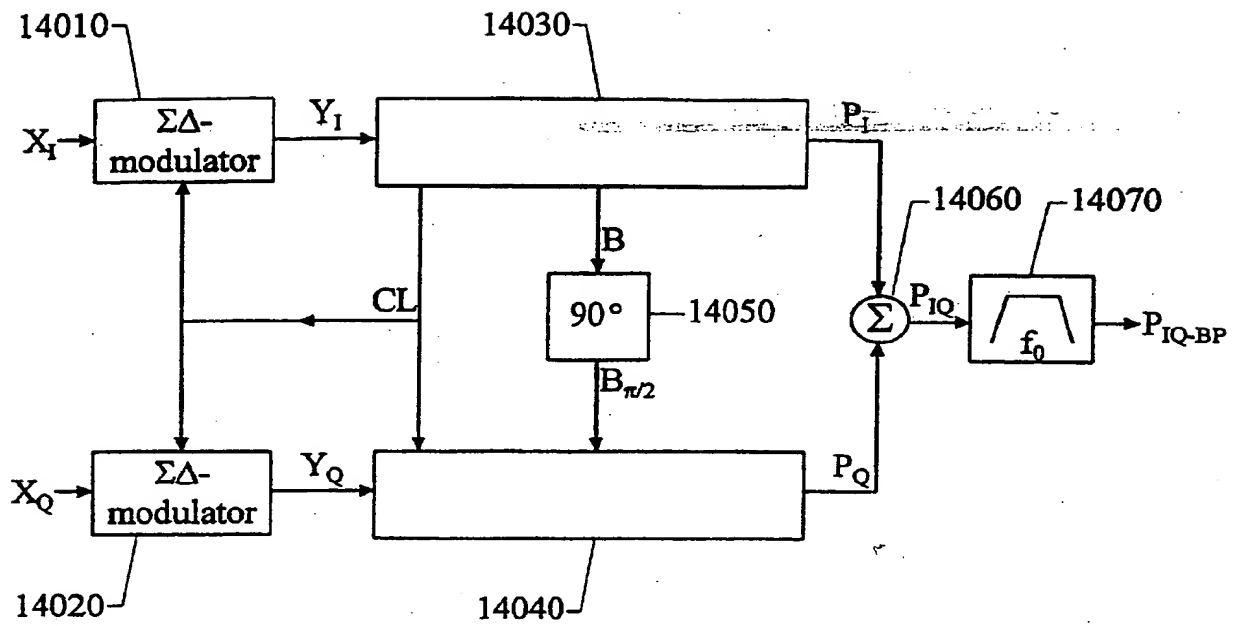 14010
14030
X_I
ΣΔ-
modulator
Y_I
P_I
14060
14070
B
CL
90°
14050
Σ
P_IQ
f_0
P_IQ-BP
B_π/2
X_Q
ΣΔ-
modulator
Y_Q
P_Q
14020
14040